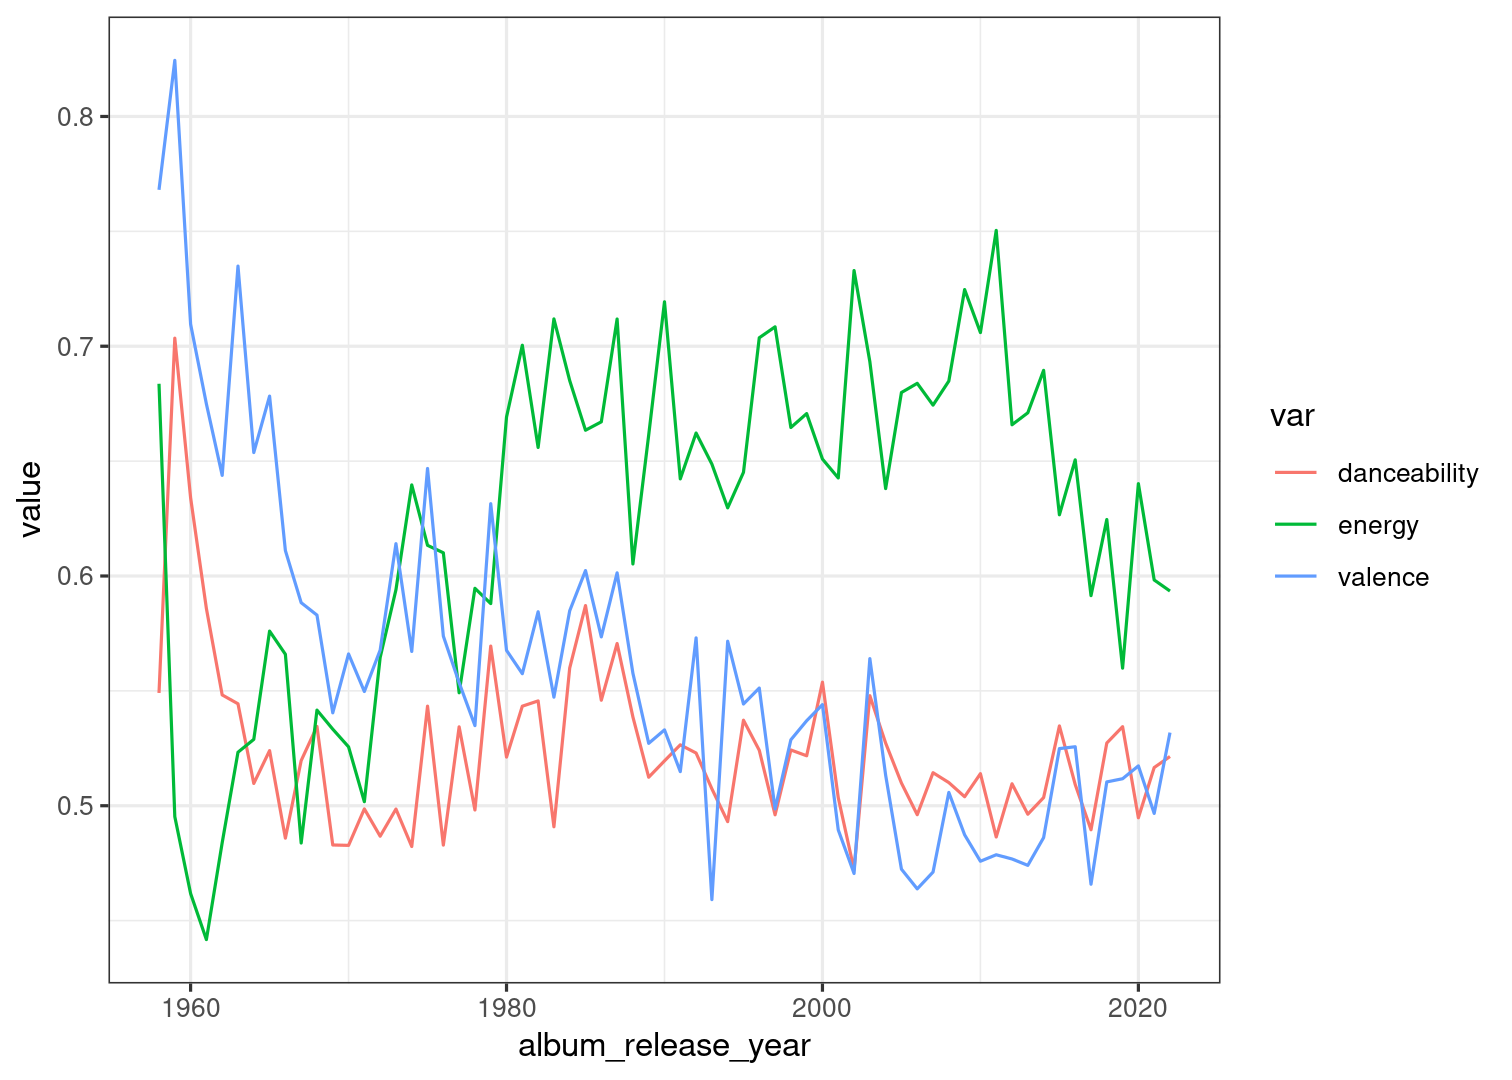 0.8
0.7
0.6
0.5
value
1960
1980
2000
2020
album_release_year
var
danceability
energy
valence